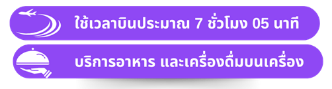 ใช้เวลาบินประมาณ 7 ชั่วโมง 05 นาที
บริการอาหาร และเครื่องดื่มบนเครื่อง